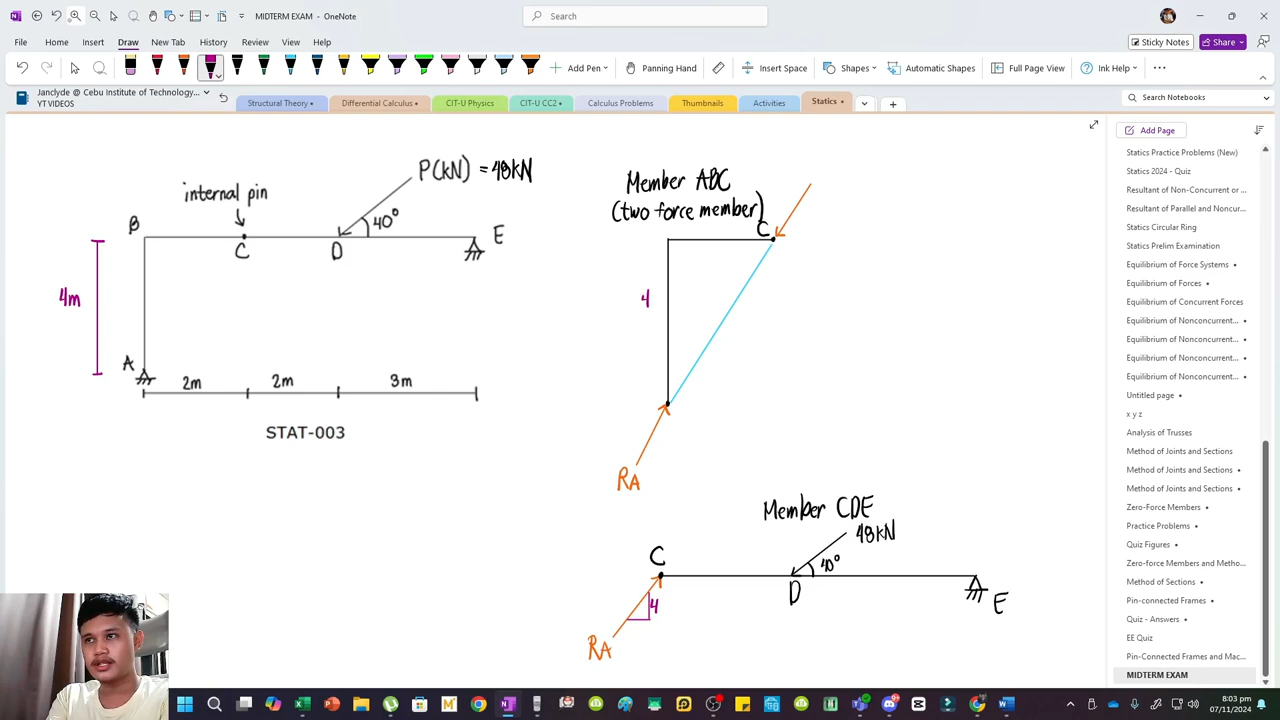 MIDTERM EXAM - OneNote
Search
File Home Insert Draw New Tab History Review View Help
Sticky Notes Share
Add Pen Panning Hand Insert Space Shapes Automatic Shapes Full Page View Ink Help
Janclyde @ Cebu Institute of Technology...
YT VIDEOS
Structural Theory Differential Calculus CIT-U Physics CIT-U CC2 Calculus Problems Thumbnails Activities Statics
Search Notebooks
Add Page
Statics Practice Problems (New)
Statics 2024 - Quiz
Resultant of Non-Concurrent or ...
Resultant of Parallel and Noncur...
Statics Circular Ring
Statics Prelim Examination
Equilibrium of Force Systems
Equilibrium of Forces
Equilibrium of Concurrent Forces
Equilibrium of Nonconcurrent...
Equilibrium of Nonconcurrent...
Equilibrium of Nonconcurrent...
Equilibrium of Nonconcurrent...
Untitled page
x y z
Analysis of Trusses
Method of Joints and Sections
Method of Joints and Sections
Method of Joints and Sections
Zero-Force Members
Practice Problems
Quiz Figures
Zero-force Members and Metho...
Method of Sections
Pin-connected Frames
Quiz - Answers
EE Quiz
Pin-Connected Frames and Mac...
MIDTERM EXAM
P(kN) = 48kN
internal pin
B
40°
E
C
D
4m
A
2m 2m 3m
STAT-003
Member ABC
(two force member)
C
4
RA
Member CDE
48kN
C
40°
D
E
4
RA
8:03 pm
07/11/2024